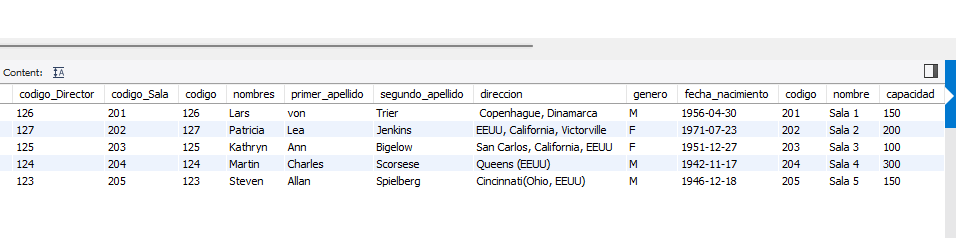 Content:
codigo_Director codigo_Sala codigo nombres primer_apellido segundo_apellido direccion genero fecha_nacimiento codigo nombre capacidad
126 201 126 Lars von Trier Copenhague, Dinamarca M 1956-04-30 201 Sala 1 150
127 202 127 Patricia Lea Jenkins EEUU, California, Victorville F 1971-07-23 202 Sala 2 200
125 203 125 Kathryn Ann Bigelow San Carlos, California, EEUU F 1951-12-27 203 Sala 3 100
124 204 124 Martin Charles Scorsese Queens (EEUU) M 1942-11-17 204 Sala 4 300
123 205 123 Steven Allan Spielberg Cincinnati(Ohio, EEUU) M 1946-12-18 205 Sala 5 150